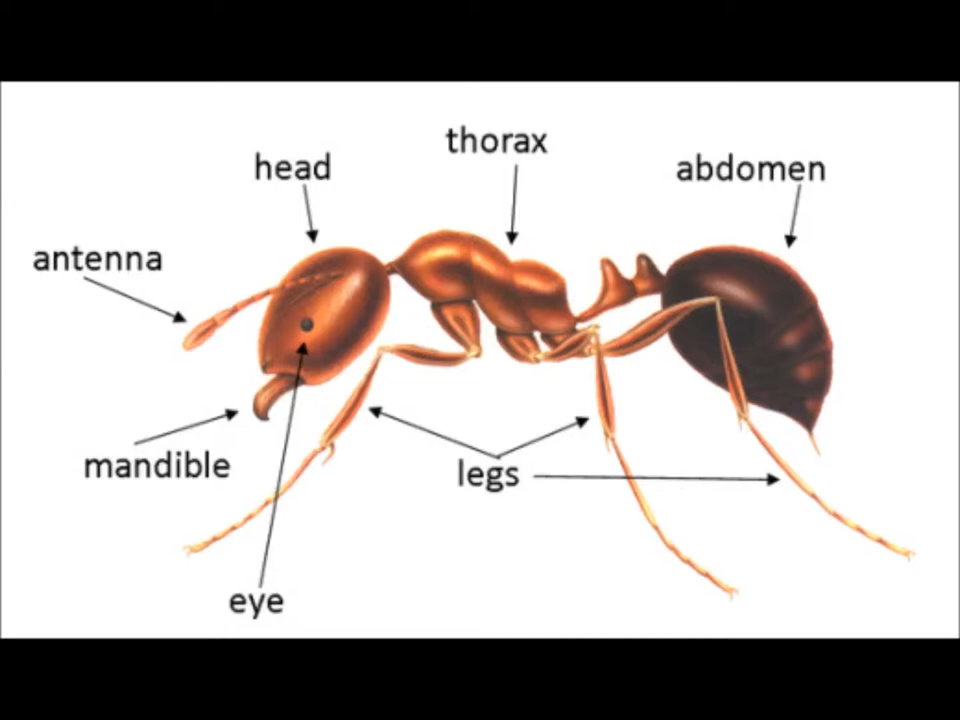 thorax
head
abdomen
antenna
mandible
legs
eye